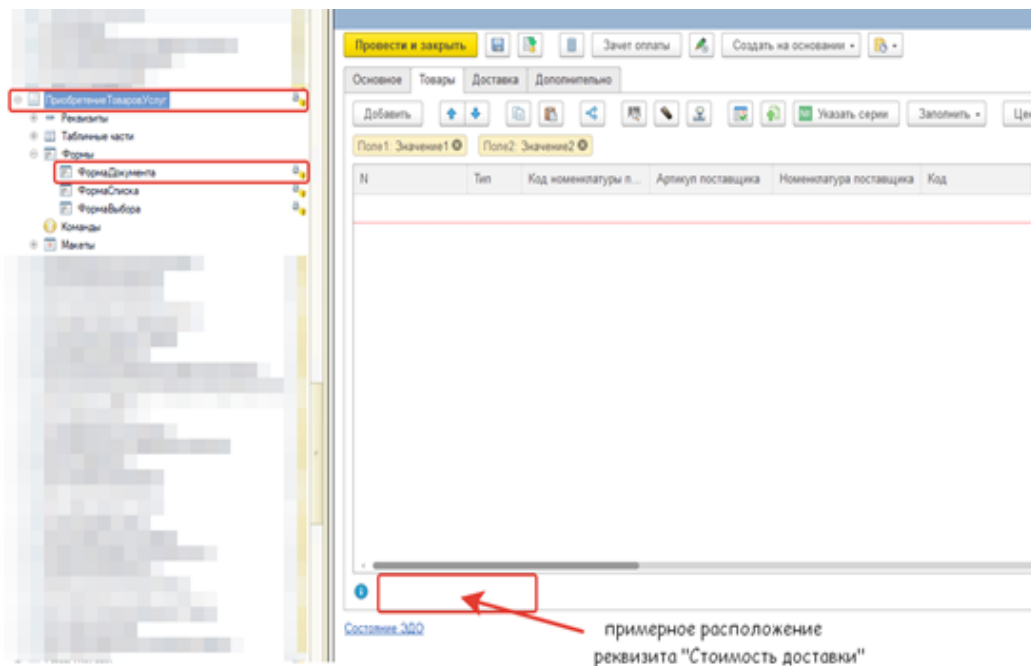 ПриобретениеТоваровУслуг
Реквизиты
Табличные части
Формы
ФормаДокумента
ФормаСписка
ФормаВыбора
Команды
Макеты
Провести и закрыть
Зачет оплаты
Создать на основании
Основное Товары Доставка Дополнительно
Добавить
Указать серии
Заполнить
Поле1: Значение1
Поле2: Значение2
N Тип Код номенклатуры п... Артикул поставщика Номенклатура поставщика Код
Состояние ЭДО
примерное расположение
реквизита "Стоимость доставки"